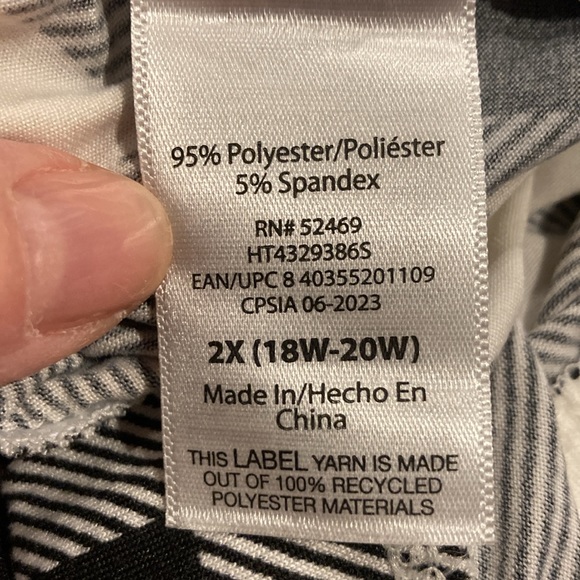 95% Polyester/Poliéster
5% Spandex
RN# 52469
HT4329386S
EAN/UPC 8 40355201109
CPSIA 06-2023
2X (18W-20W)
Made In/Hecho En
China
THIS LABEL YARN IS MADE
OUT OF 100% RECYCLED
POLYESTER MATERIALS